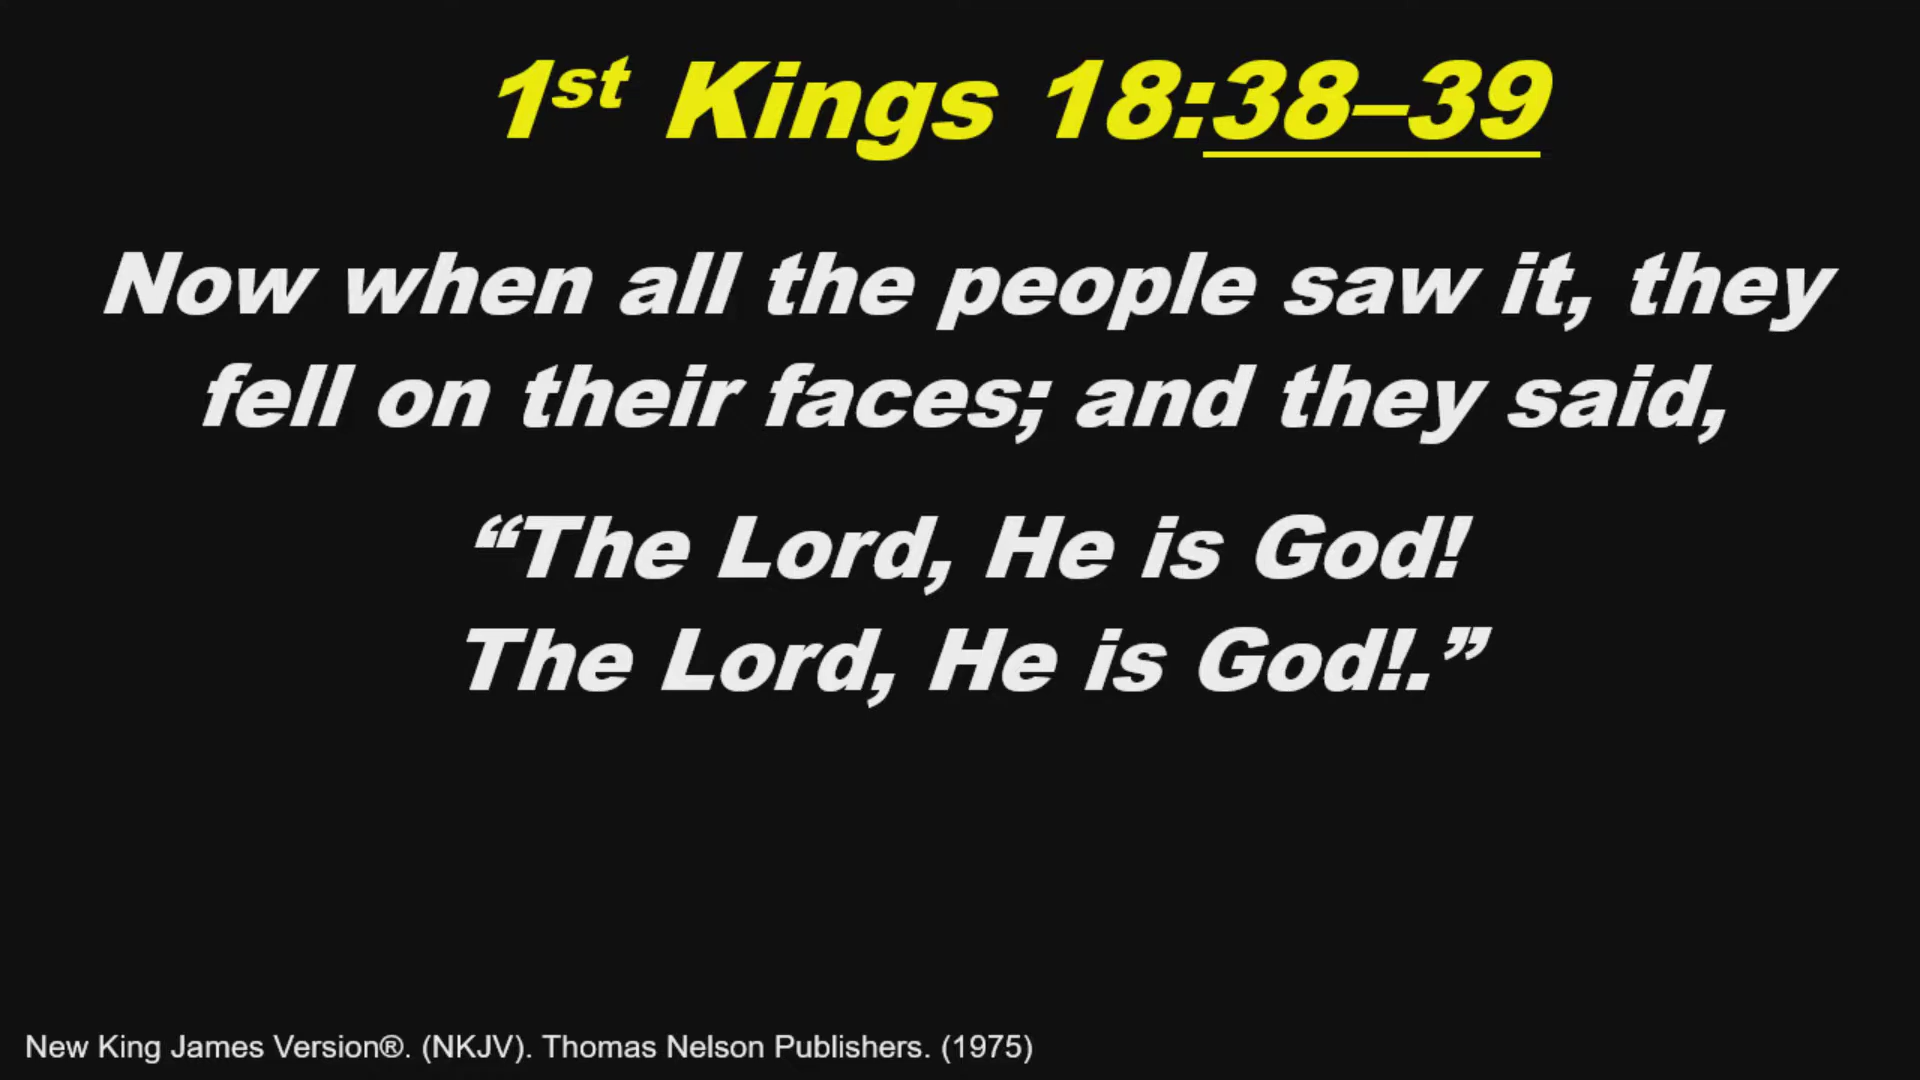 1st Kings 18:38–39
Now when all the people saw it, they
fell on their faces; and they said,
“The Lord, He is God!
The Lord, He is God!.”
New King James Version®. (NKJV). Thomas Nelson Publishers. (1975)